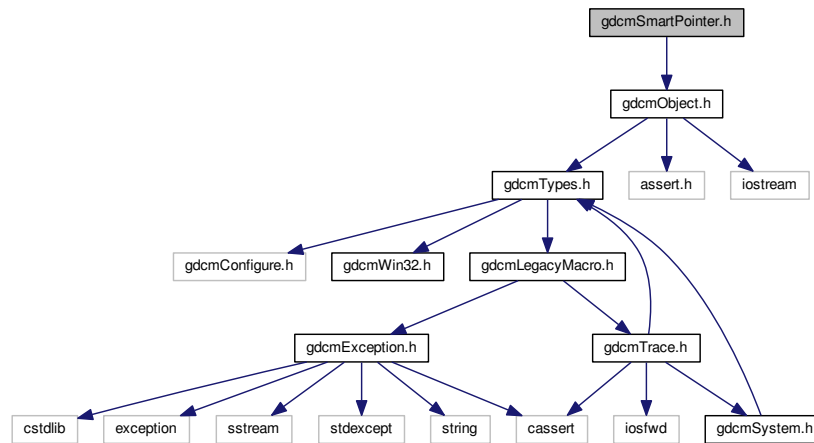 gdcmSmartPointer.h
gdcmObject.h
gdcmTypes.h
assert.h
iostream
gdcmConfigure.h
gdcmWin32.h
gdcmLegacyMacro.h
gdcmException.h
gdcmTrace.h
cstdlib
exception
sstream
stdexcept
string
cassert
iosfwd
gdcmSystem.h